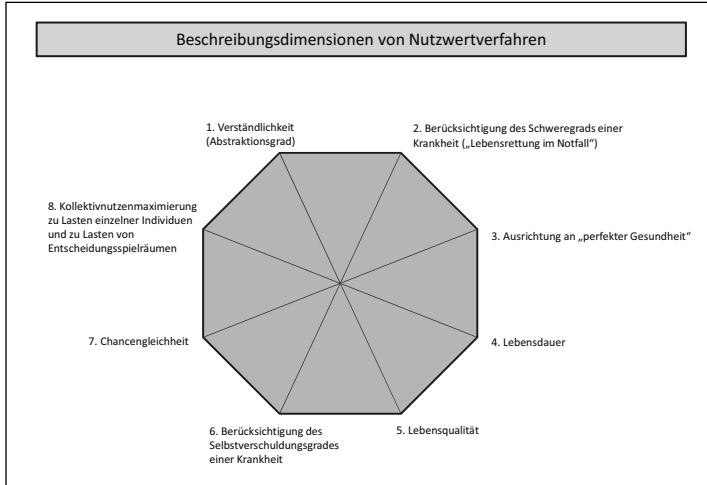 Beschreibungsdimensionen von Nutzwertverfahren
1. Verständlichkeit
(Abstraktionsgrad)
2. Berücksichtigung des Schweregrads einer
Krankheit („Lebensrettung im Notfall“)
3. Ausrichtung an „perfekter Gesundheit“
4. Lebensdauer
5. Lebensqualität
6. Berücksichtigung des
Selbstverschuldungsgrades
einer Krankheit
7. Chancengleichheit
8. Kollektivnutzenmaximierung
zu Lasten einzelner Individuen
und zu Lasten von
Entscheidungsspielräumen